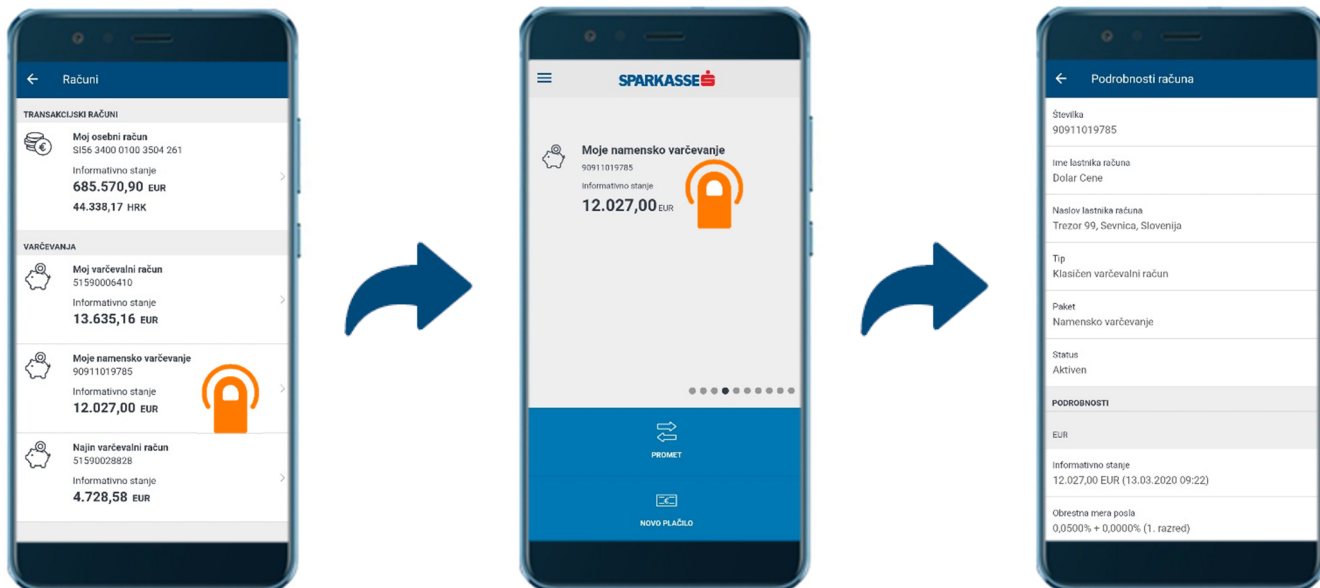 Računi
TRANSAKCIJSKI RAČUNI
Moj osebni račun
SI56 3400 0100 3504 261
Informativno stanje
685.570,90 EUR
44.338,17 HRK
VARČEVANJA
Moj varčevalni račun
51590006410
Informativno stanje
13.635,16 EUR
Moje namensko varčevanje
90911019785
Informativno stanje
12.027,00 EUR
Najin varčevalni račun
51590028828
Informativno stanje
4.728,58 EUR
SPARKASSE
Moje namensko varčevanje
90911019785
Informativno stanje
12.027,00 EUR
PROMET
NOVO PLAČILO
Podrobnosti računa
Številka
90911019785
Ime lastnika računa
Dolar Cene
Naslov lastnika računa
Trezor 99, Sevnica, Slovenija
Tip
Klasičen varčevalni račun
Paket
Namensko varčevanje
Status
Aktiven
PODROBNOSTI
EUR
Informativno stanje
12.027,00 EUR (13.03.2020 09:22)
Obrestna mera posla
0,0500% + 0,0000% (1. razred)